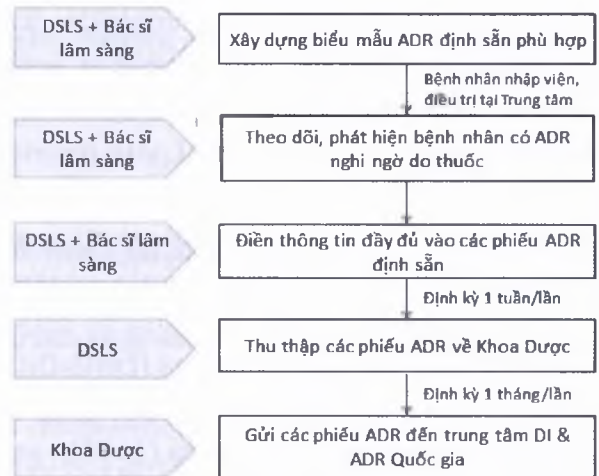 DSLS + Bác sĩ
lâm sàng
Xây dựng biểu mẫu ADR định sẵn phù hợp
Bệnh nhân nhập viện,
điều trị tại Trung tâm
DSLS + Bác sĩ
lâm sàng
Theo dõi, phát hiện bệnh nhân có ADR
nghi ngờ do thuốc
DSLS + Bác sĩ lâm
sàng
Điền thông tin đầy đủ vào các phiếu ADR
định sẵn
Định kỳ 1 tuần/lần
DSLS
Thu thập các phiếu ADR về Khoa Dược
Định kỳ 1 tháng/lần
Khoa Dược
Gửi các phiếu ADR đến trung tâm DI &
ADR Quốc gia